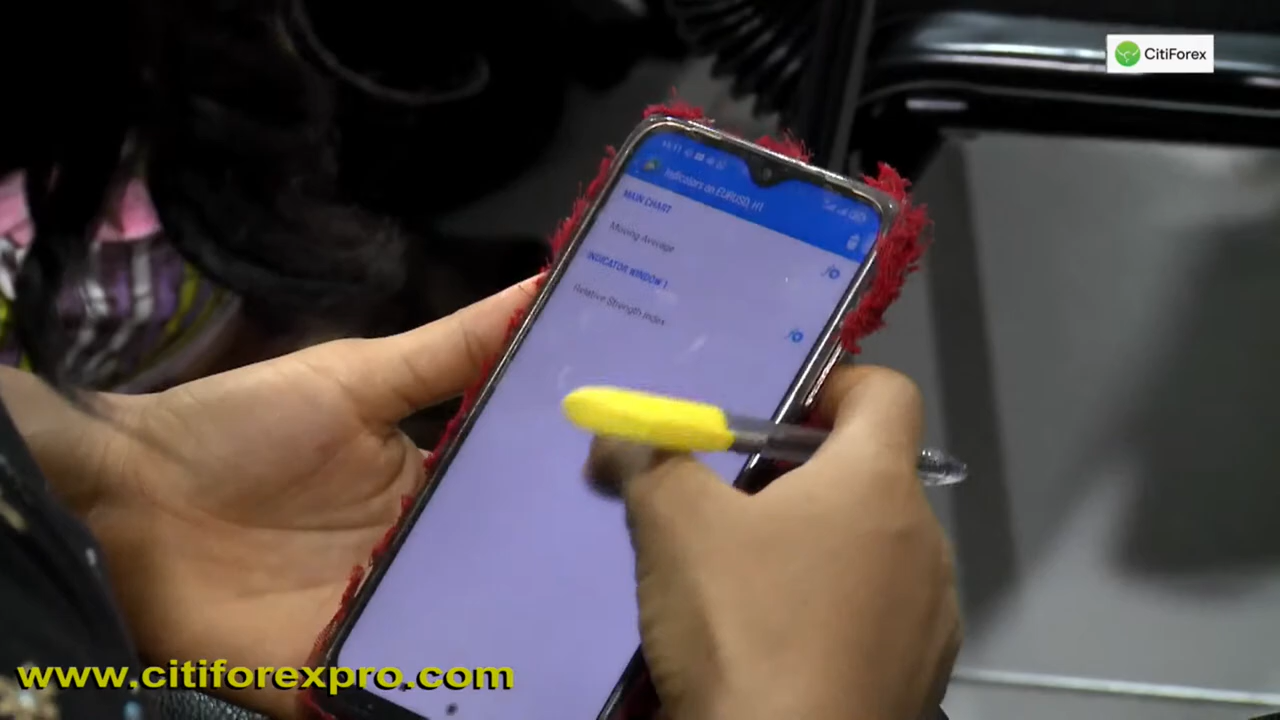 CitiForex
Indicators on EURUSD, H1
MAIN CHART
Moving Average
INDICATOR WINDOW 1
Relative Strength Index
www.citiforexpro.com